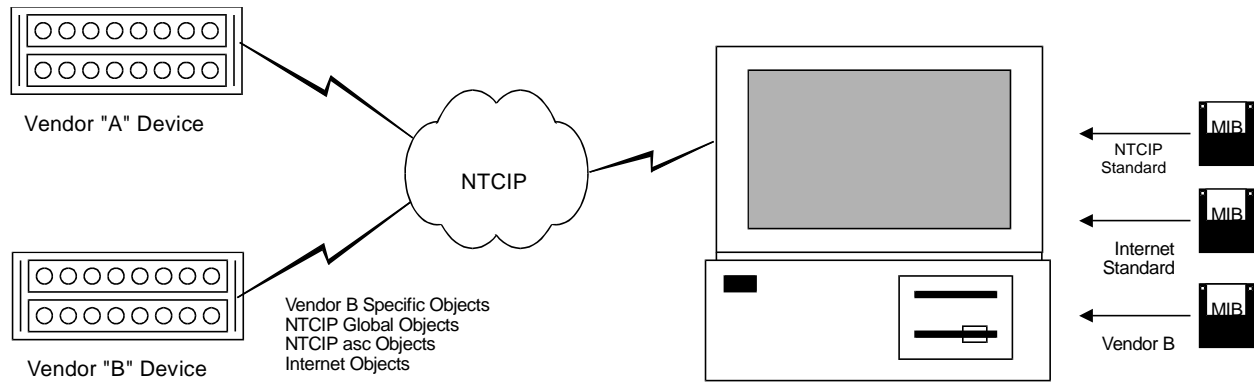 Vendor "A" Device
NTCIP
Vendor B Specific Objects
NTCIP Global Objects
NTCIP asc Objects
Internet Objects
Vendor "B" Device
MIB
NTCIP
Standard
MIB
Internet
Standard
MIB
Vendor B